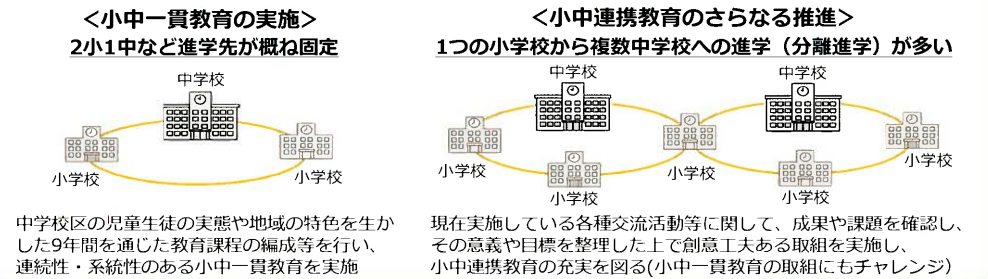 ＜小中一貫教育の実施＞
2小1中など進学先が概ね固定
中学校
小学校
小学校
中学校区の児童生徒の実態や地域の特色を生か
した9年間を通じた教育課程の編成等を行い、
連続性・系統性のある小中一貫教育を実施
＜小中連携教育のさらなる推進＞
1つの小学校から複数中学校への進学（分離進学）が多い
中学校
中学校
小学校
小学校
小学校
小学校
小学校
現在実施している各種交流活動等に関して、成果や課題を確認し、
その意義や目標を整理した上で創意工夫ある取組を実施し、
小中連携教育の充実を図る(小中一貫教育の取組にもチャレンジ）